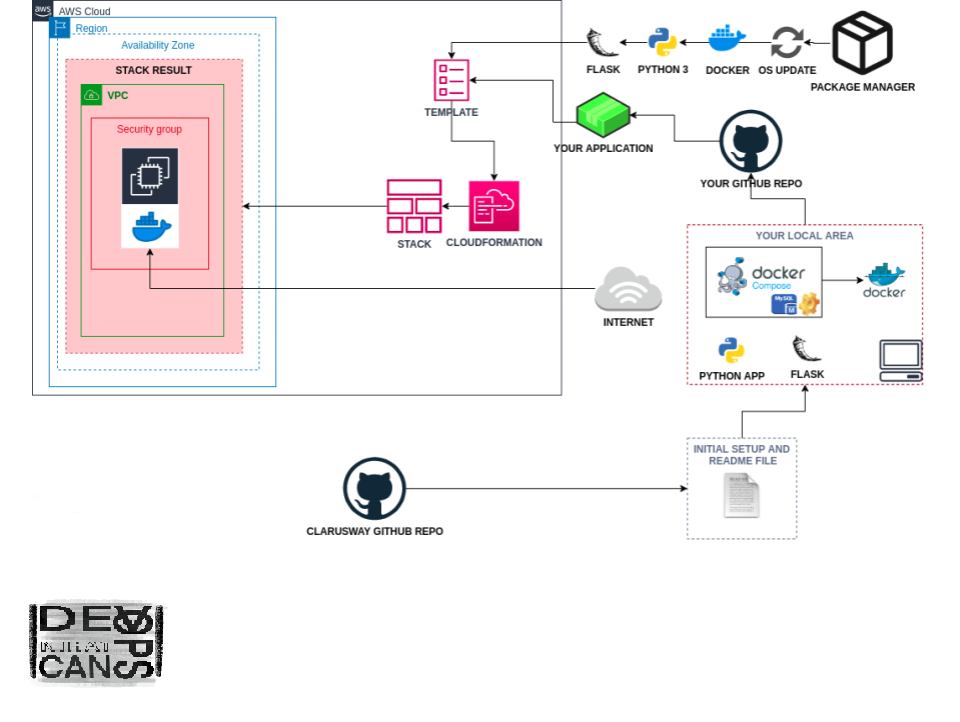 aws
AWS Cloud
Region
Availability Zone
STACK RESULT
VPC
Security group
FLASK
PYTHON 3
DOCKER
OS UPDATE
PACKAGE MANAGER
TEMPLATE
YOUR APPLICATION
YOUR GITHUB REPO
STACK
CLOUDFORMATION
INTERNET
YOUR LOCAL AREA
docker
Compose
MySQL
M
docker
PYTHON APP
FLASK
INITIAL SETUP AND
README FILE
CLARUSWAY GITHUB REPO
DEV
OPS
CAN